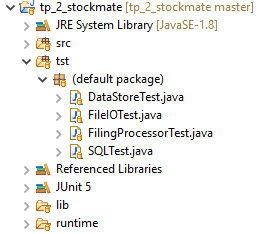 tp_2_stockmate [tp_2_stockmate master]
JRE System Library [JavaSE-1.8]
src
tst
(default package)
DataStoreTest.java
FileIOTest.java
FilingProcessorTest.java
SQLTest.java
Referenced Libraries
JUnit 5
lib
runtime